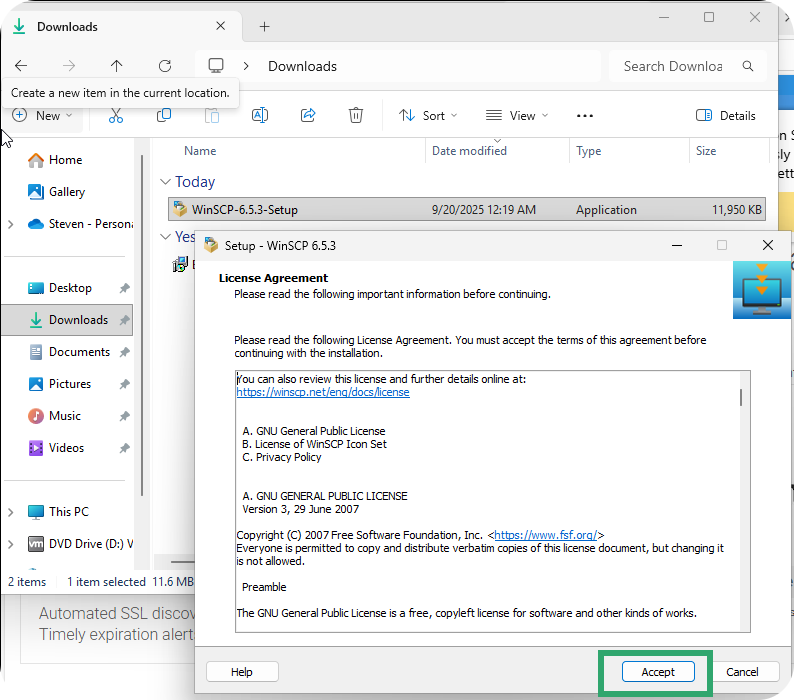 Downloads
Downloads
Search Downloa
Create a new item in the current location.
New
Sort
View
Details
Name
Date modified
Type
Size
Home
Gallery
Steven - Persona
Desktop
Downloads
Documents
Pictures
Music
Videos
This PC
DVD Drive (D:) V
Today
WinSCP-6.5.3-Setup 9/20/2025 12:19 AM Application 11,950 KB
Yes
2 items 1 item selected 11.6 MB
Setup - WinSCP 6.5.3
License Agreement
Please read the following important information before continuing.
Please read the following License Agreement. You must accept the terms of this agreement before
continuing with the installation.
You can also review this license and further details online at:
https://winscp.net/eng/docs/license
A. GNU General Public License
B. License of WinSCP Icon Set
C. Privacy Policy
A. GNU GENERAL PUBLIC LICENSE
Version 3, 29 June 2007
Copyright (C) 2007 Free Software Foundation, Inc. <https://www.fsf.org/>
Everyone is permitted to copy and distribute verbatim copies of this license document, but changing it
is not allowed.
Preamble
The GNU General Public License is a free, copyleft license for software and other kinds of works.
Help
Accept
Cancel
Automated SSL discov
Timely expiration alert